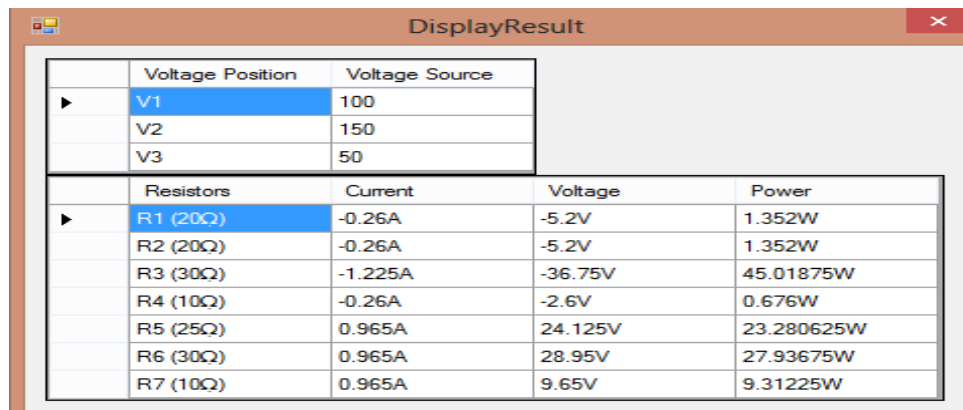 DisplayResult
Voltage Position Voltage Source
V1 100
V2 150
V3 50
Resistors Current Voltage Power
R1 (20Ω) -0.26A -5.2V 1.352W
R2 (20Ω) -0.26A -5.2V 1.352W
R3 (30Ω) -1.225A -36.75V 45.01875W
R4 (10Ω) -0.26A -2.6V 0.676W
R5 (25Ω) 0.965A 24.125V 23.280625W
R6 (30Ω) 0.965A 28.95V 27.93675W
R7 (10Ω) 0.965A 9.65V 9.31225W